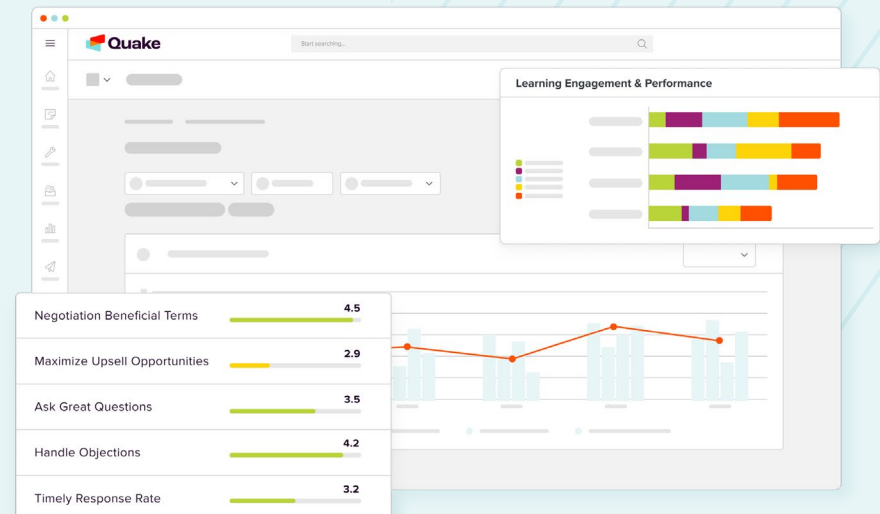 Quake
Start searching...
Learning Engagement & Performance
Negotiation Beneficial Terms 4.5
Maximize Upsell Opportunities 2.9
Ask Great Questions 3.5
Handle Objections 4.2
Timely Response Rate 3.2